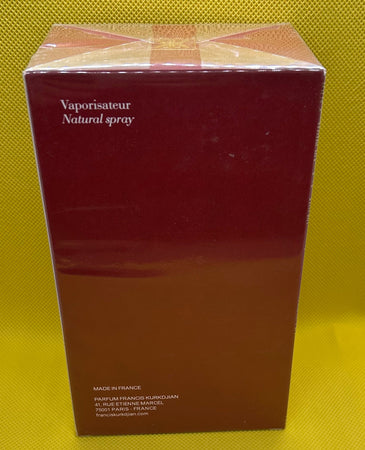 Vaporisateur
Natural spray
MADE IN FRANCE
PARFUM FRANCIS KURKDJIAN
41, RUE ETIENNE MARCEL
75001 PARIS - FRANCE
franciskurkdjian.com